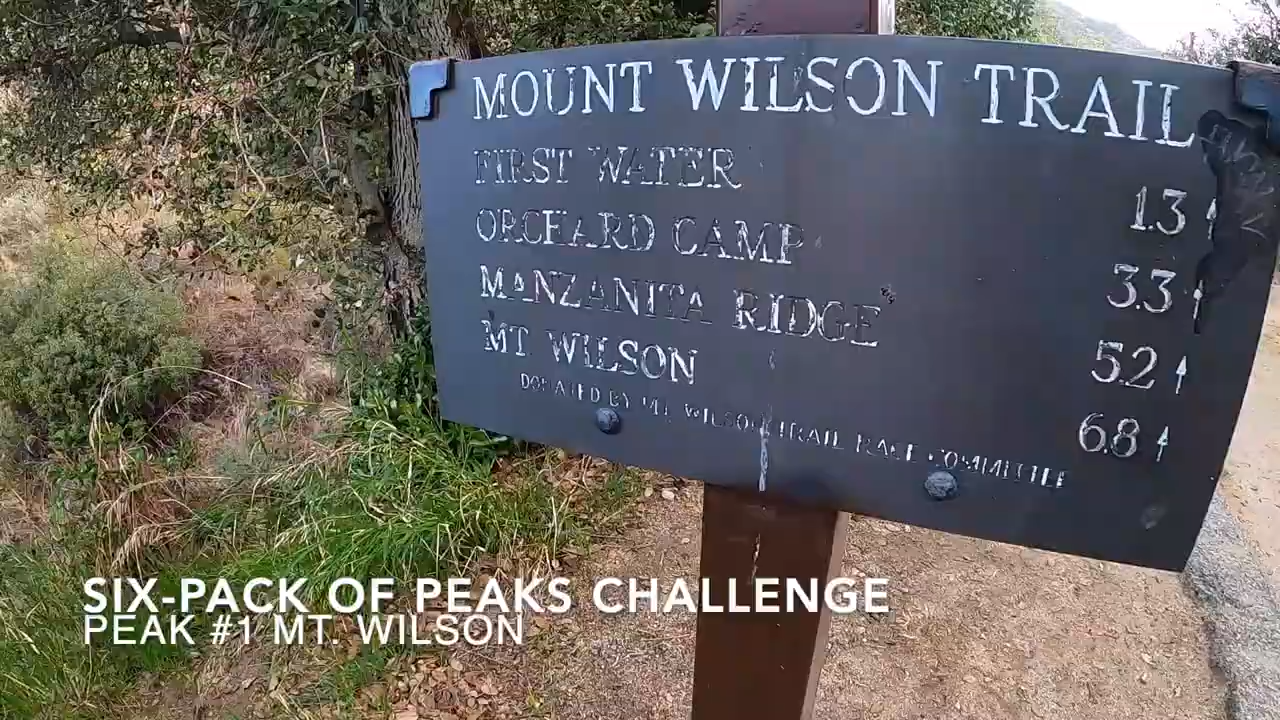 MOUNT WILSON TRAIL
FIRST WATER 1.3
ORCHARD CAMP 3.3
MANZANITA RIDGE 5.2
MT. WILSON 6.8
DONATED BY MT. WILSON TRAIL RACE COMMITTEE
SIX-PACK OF PEAKS CHALLENGE
PEAK #1 MT. WILSON